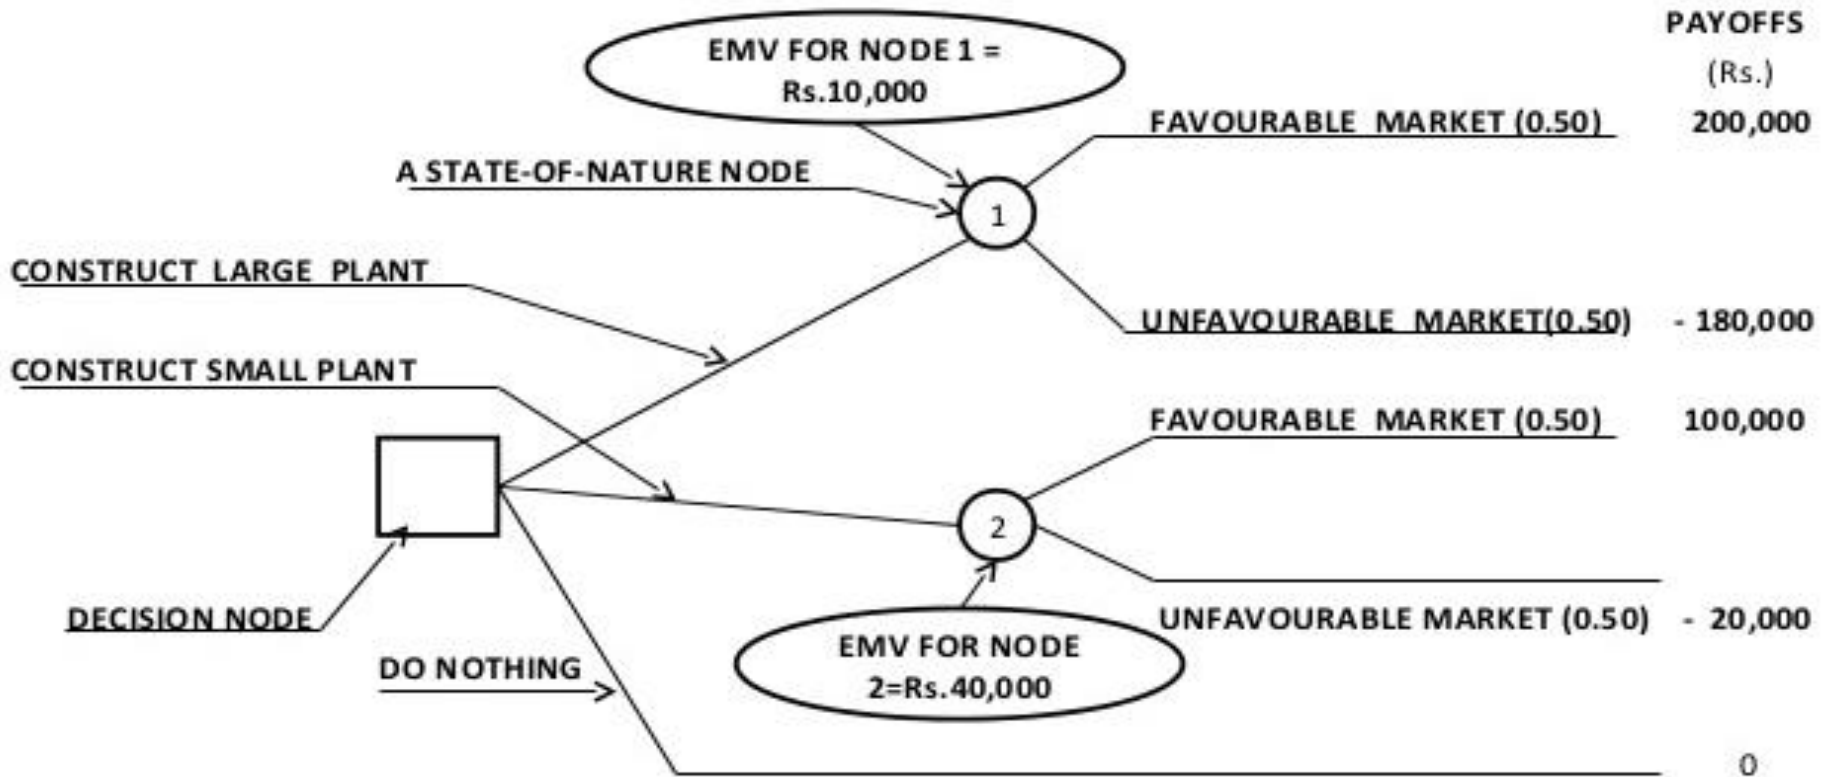 PAYOFFS
EMV FOR NODE 1 =
Rs.10,000
(Rs.)
FAVOURABLE MARKET (0.50) 200,000
A STATE-OF-NATURE NODE
1
CONSTRUCT LARGE PLANT
UNFAVOURABLE MARKET(0.50) - 180,000
CONSTRUCT SMALL PLANT
FAVOURABLE MARKET (0.50) 100,000
2
DECISION NODE
UNFAVOURABLE MARKET (0.50) - 20,000
EMV FOR NODE
2=Rs.40,000
DO NOTHING
0